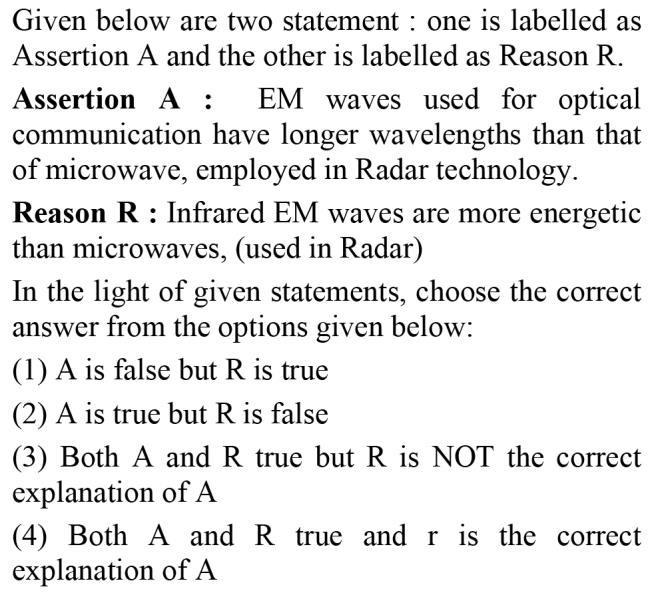 Given below are two statement : one is labelled as
Assertion A and the other is labelled as Reason R.
Assertion A : EM waves used for optical
communication have longer wavelengths than that
of microwave, employed in Radar technology.
Reason R : Infrared EM waves are more energetic
than microwaves, (used in Radar)
In the light of given statements, choose the correct
answer from the options given below:
(1) A is false but R is true
(2) A is true but R is false
(3) Both A and R true but R is NOT the correct
explanation of A
(4) Both A and R true and r is the correct
explanation of A